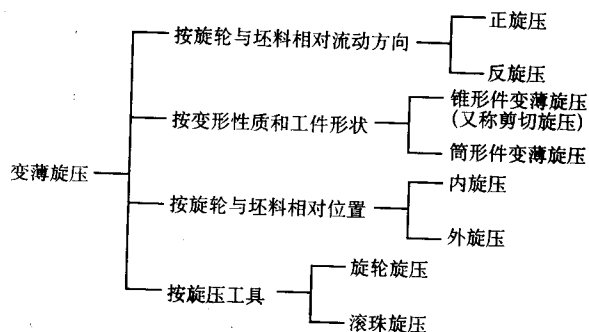 变薄旋压
按旋轮与坯料相对流动方向
正旋压
反旋压
按变形性质和工件形状
锥形件变薄旋压
(又称剪切旋压)
筒形件变薄旋压
按旋轮与坯料相对位置
内旋压
外旋压
按旋压工具
旋轮旋压
滚珠旋压